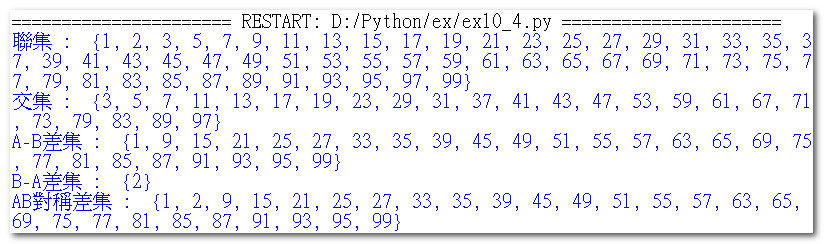 ===================== RESTART: D:/Python/ex/ex10_4.py =====================
聯集 :  {1, 2, 3, 5, 7, 9, 11, 13, 15, 17, 19, 21, 23, 25, 27, 29, 31, 33, 35, 3
7, 39, 41, 43, 45, 47, 49, 51, 53, 55, 57, 59, 61, 63, 65, 67, 69, 71, 73, 75, 7
7, 79, 81, 83, 85, 87, 89, 91, 93, 95, 97, 99}
交集 :  {3, 5, 7, 11, 13, 17, 19, 23, 29, 31, 37, 41, 43, 47, 53, 59, 61, 67, 71
, 73, 79, 83, 89, 97}
A-B差集 :  {1, 9, 15, 21, 25, 27, 33, 35, 39, 45, 49, 51, 55, 57, 63, 65, 69, 75
, 77, 81, 85, 87, 91, 93, 95, 99}
B-A差集 :  {2}
AB對稱差集 :  {1, 2, 9, 15, 21, 25, 27, 33, 35, 39, 45, 49, 51, 55, 57, 63, 65,
69, 75, 77, 81, 85, 87, 91, 93, 95, 99}